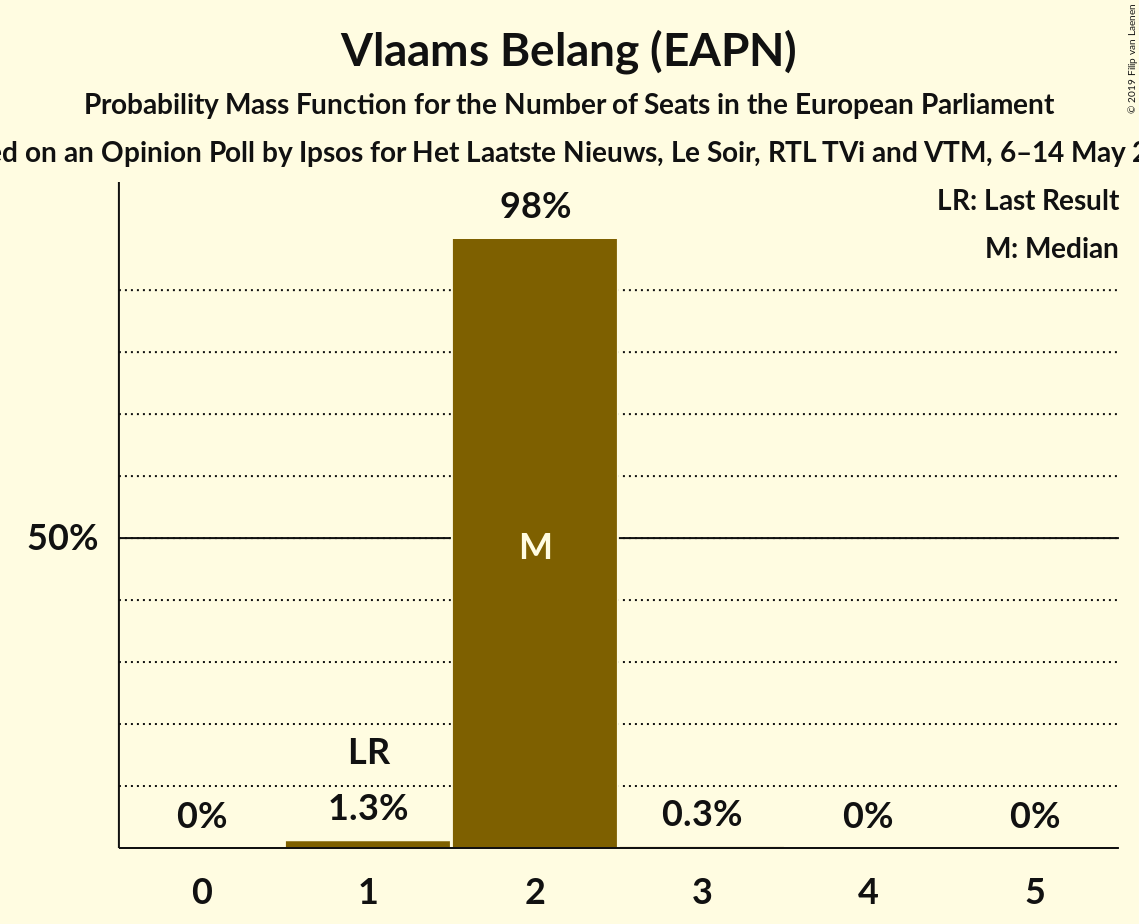 Vlaams Belang (EAPN)
Probability Mass Function for the Number of Seats in the European Parliament
on an Opinion Poll by Ipsos for Het Laatste Nieuws, Le Soir, RTL TVi and VTM, 6–14 May
LR: Last Result
M: Median
98%
50%
M
LR
0%
1.3%
0.3%
0%
0%
0 1 2 3 4 5
© 2019 Filip van Laenen